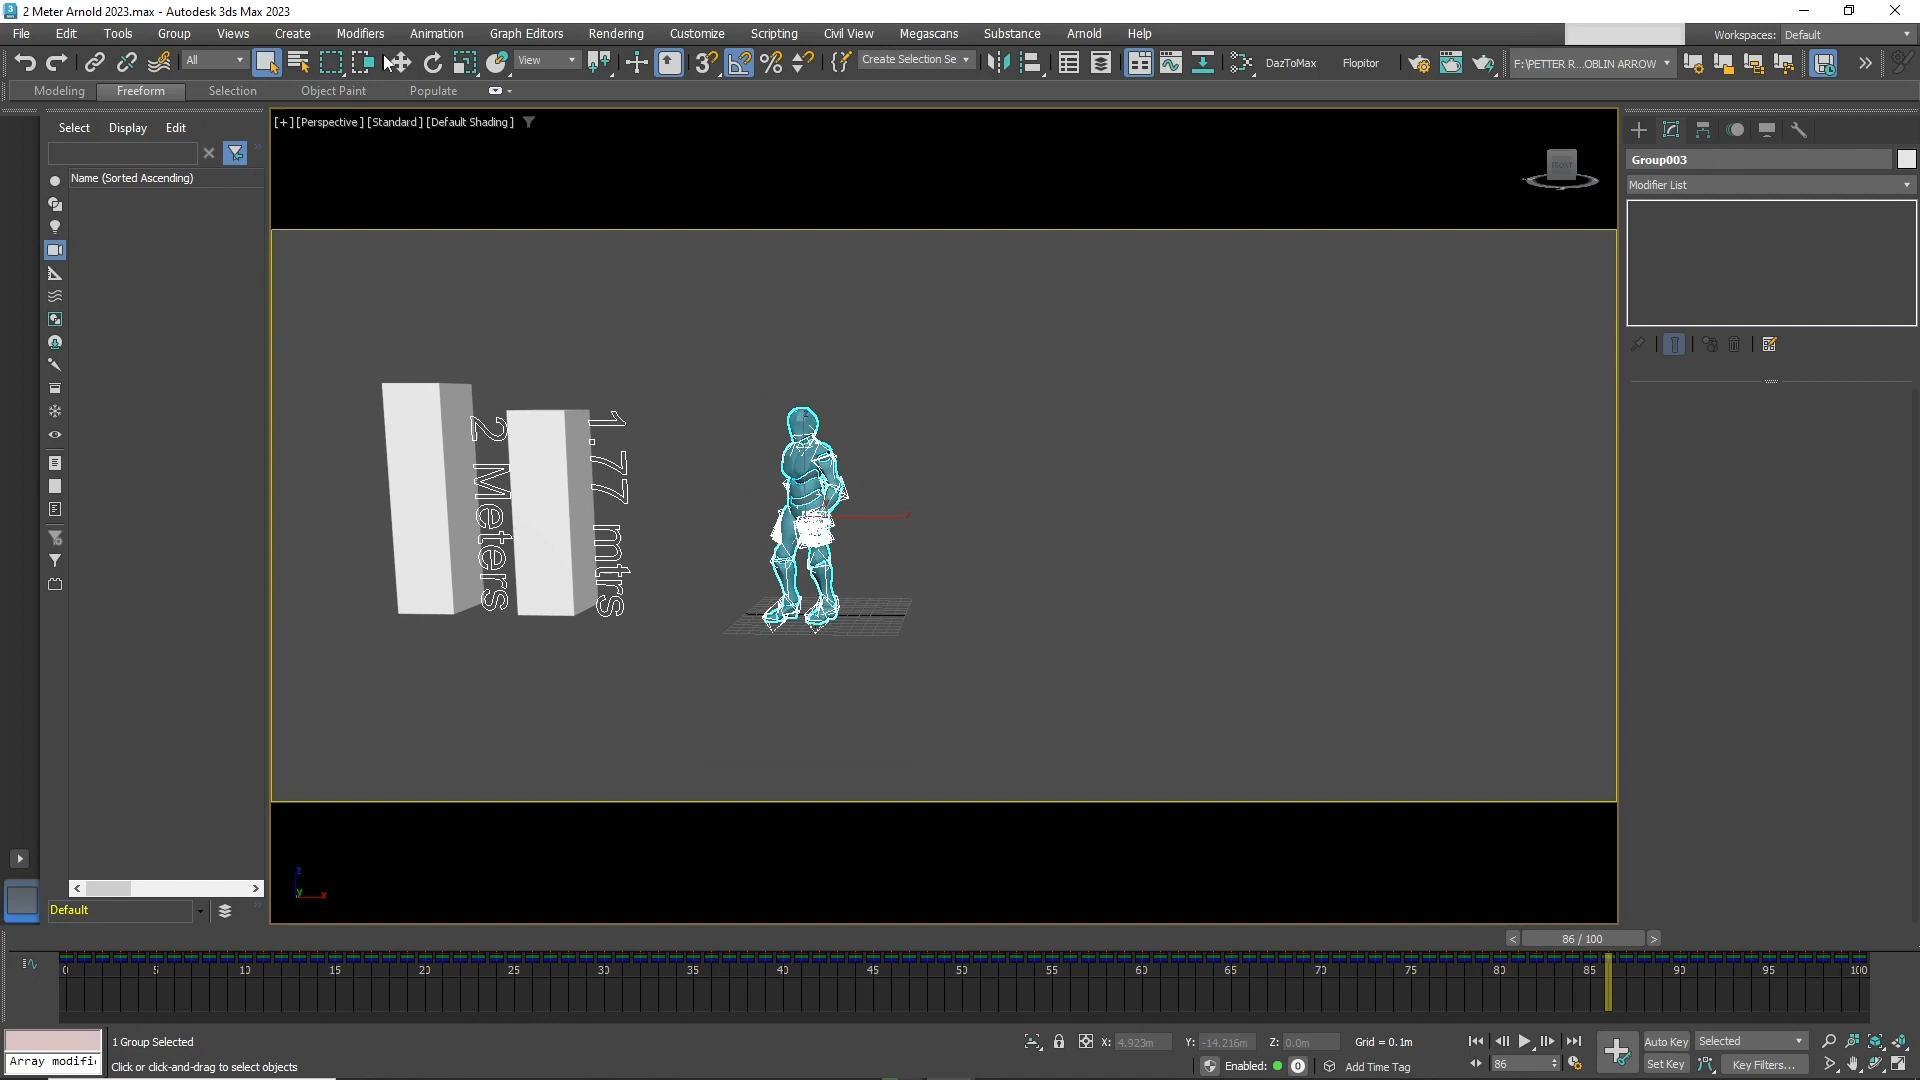 2 Meter Arnold 2023.max - Autodesk 3ds Max 2023
File Edit Tools Group Views Create Modifiers Animation Graph Editors Rendering Customize Scripting Civil View Megascans Substance Arnold Help
Workspaces: Default
All View Create Selection Se DazToMax Flopitor F:\PETTER R...OBLIN ARROW
Modeling Freeform Selection Object Paint Populate
Select Display Edit
[+] [Perspective] [Standard] [Default Shading]
Name (Sorted Ascending)
FRONT
Group003
Modifier List
2 Meters
1.77 mtrs
z
y x
Default
< 86 / 100 >
0 5 10 15 20 25 30 35 40 45 50 55 60 65 70 75 80 85 90 95 100
1 Group Selected
X: 4.923m Y: -14.216m Z: 0.0m Grid = 0.1m
Auto Key Selected
Array modifi
Click or click-and-drag to select objects
Enabled: 0 Add Time Tag
86
Set Key Key Filters...